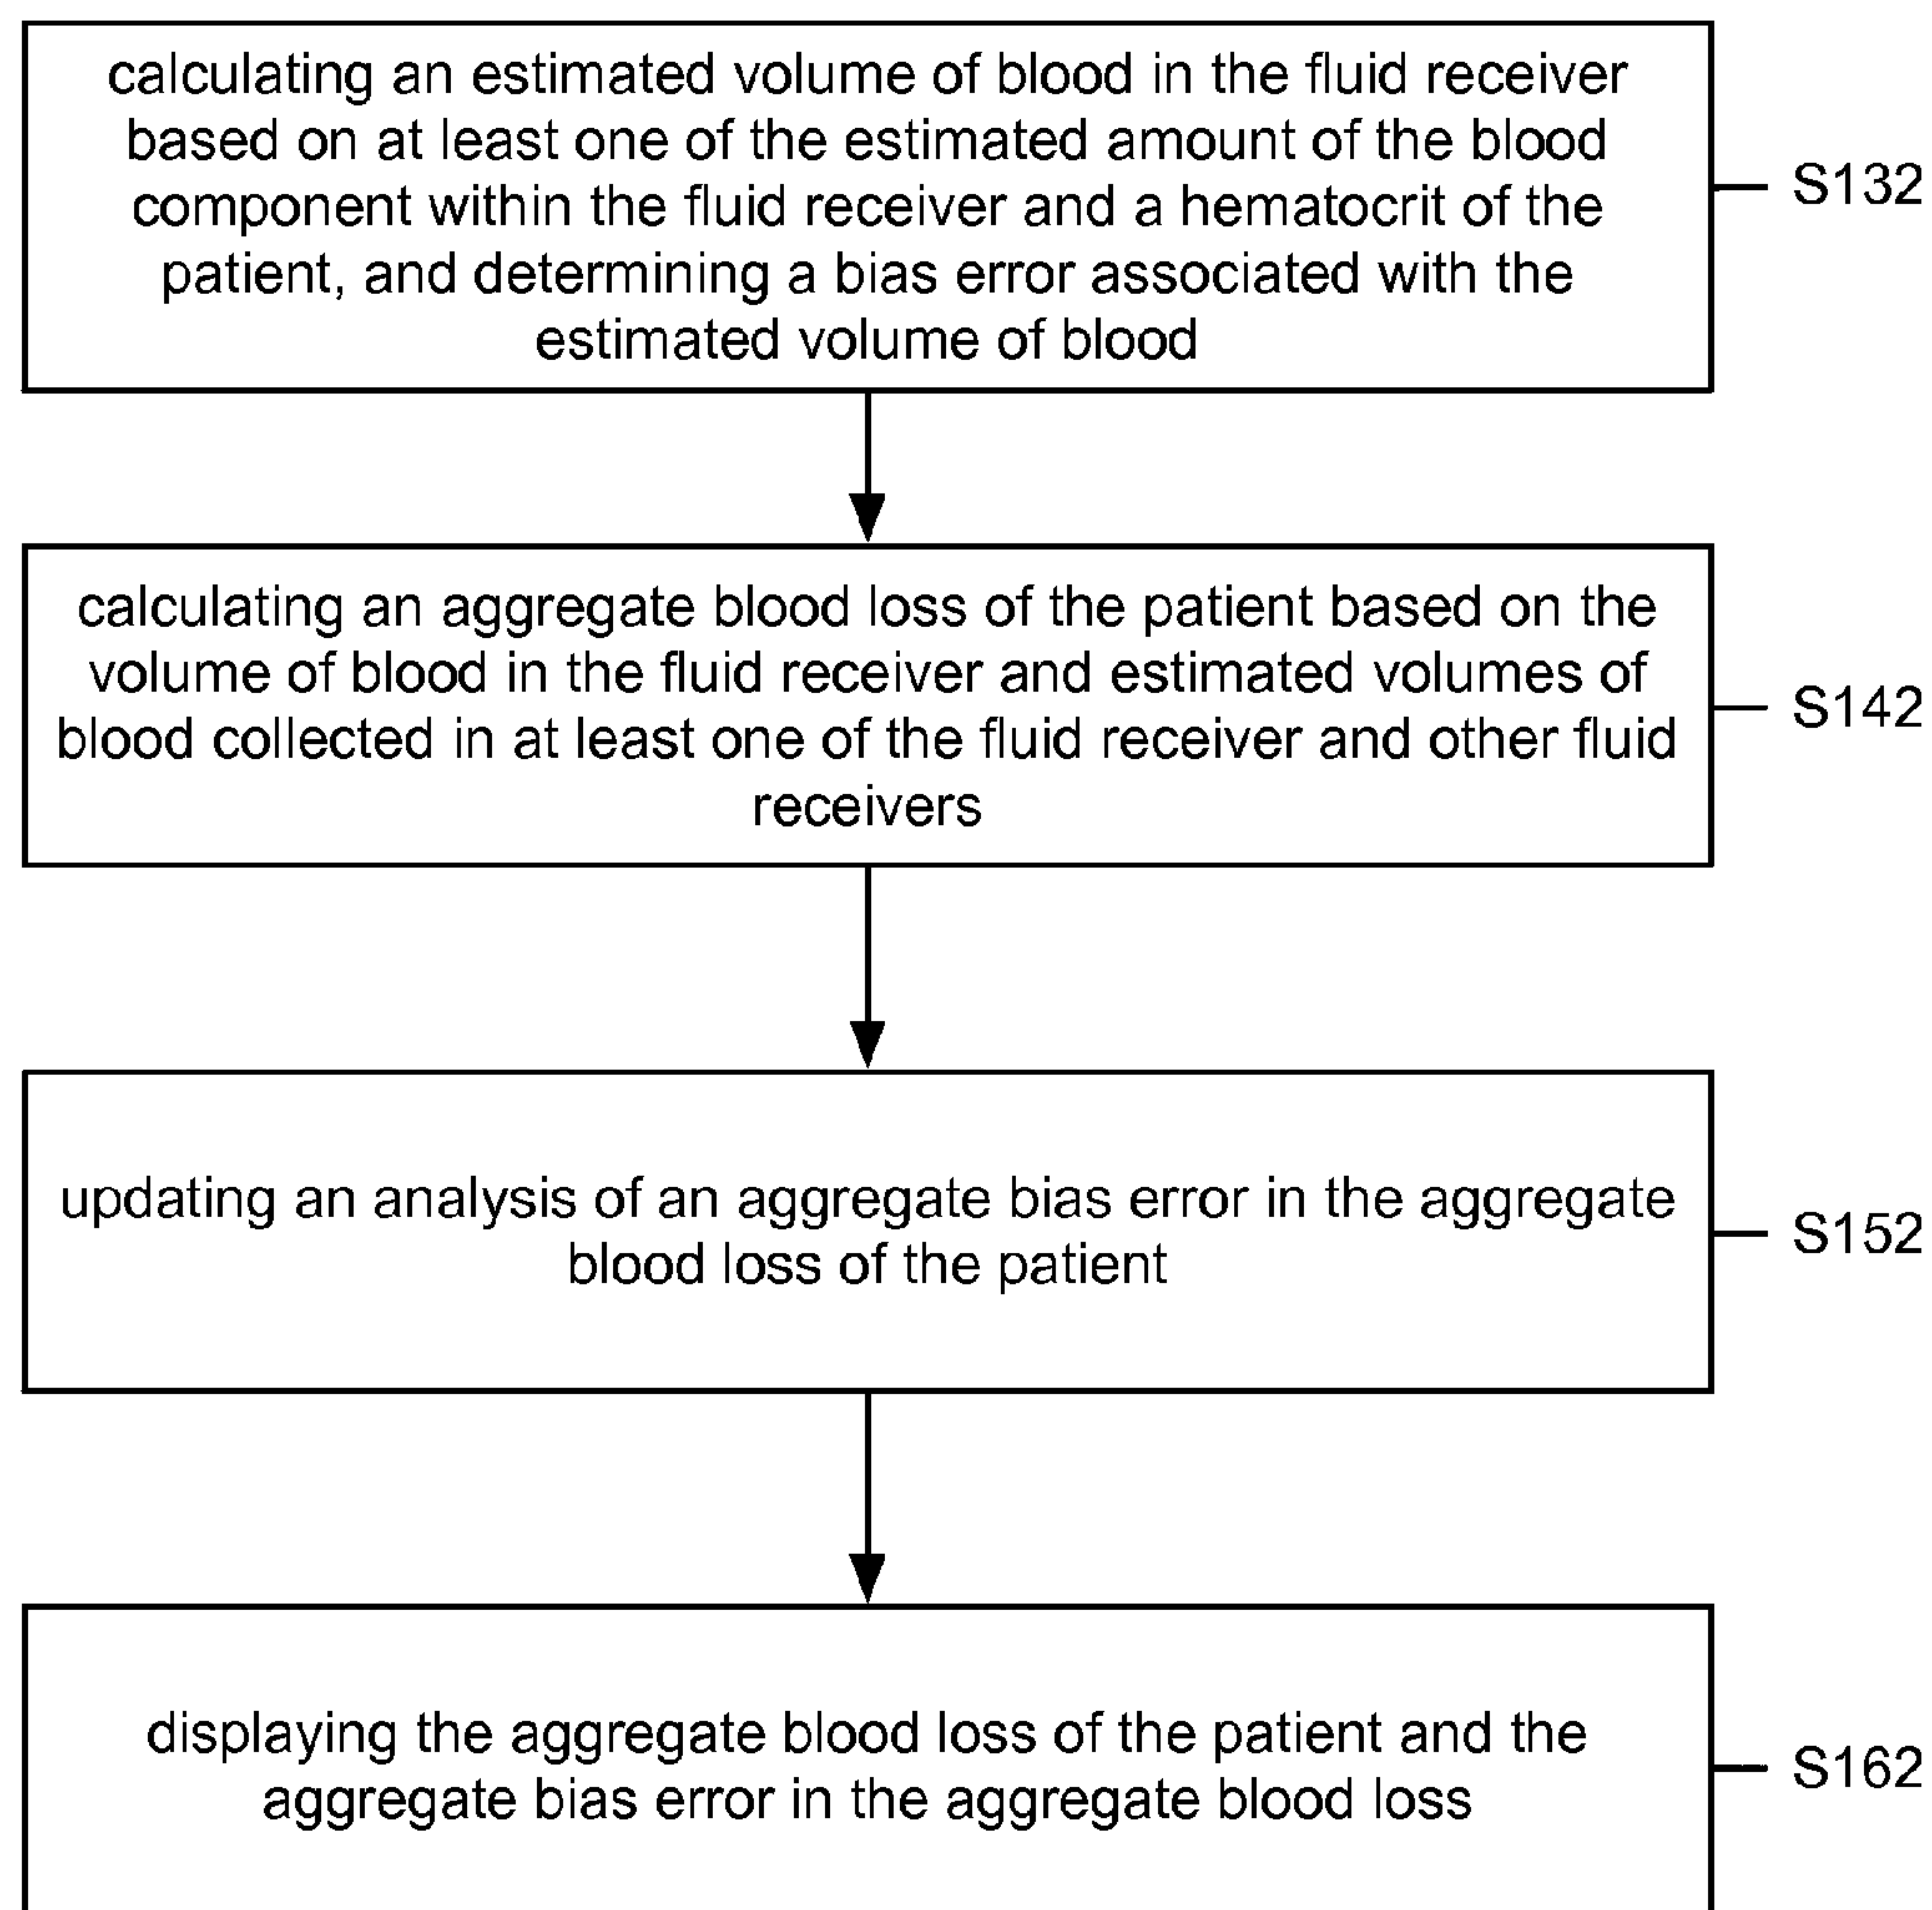 calculating an estimated volume of blood in the fluid receiver
based on at least one of the estimated amount of the blood
component within the fluid receiver and a hematocrit of the
patient, and determining a bias error associated with the
estimated volume of blood
S132
calculating an aggregate blood loss of the patient based on the
volume of blood in the fluid receiver and estimated volumes of
blood collected in at least one of the fluid receiver and other fluid
receivers
S142
updating an analysis of an aggregate bias error in the aggregate
blood loss of the patient
S152
displaying the aggregate blood loss of the patient and the
aggregate bias error in the aggregate blood loss
S162